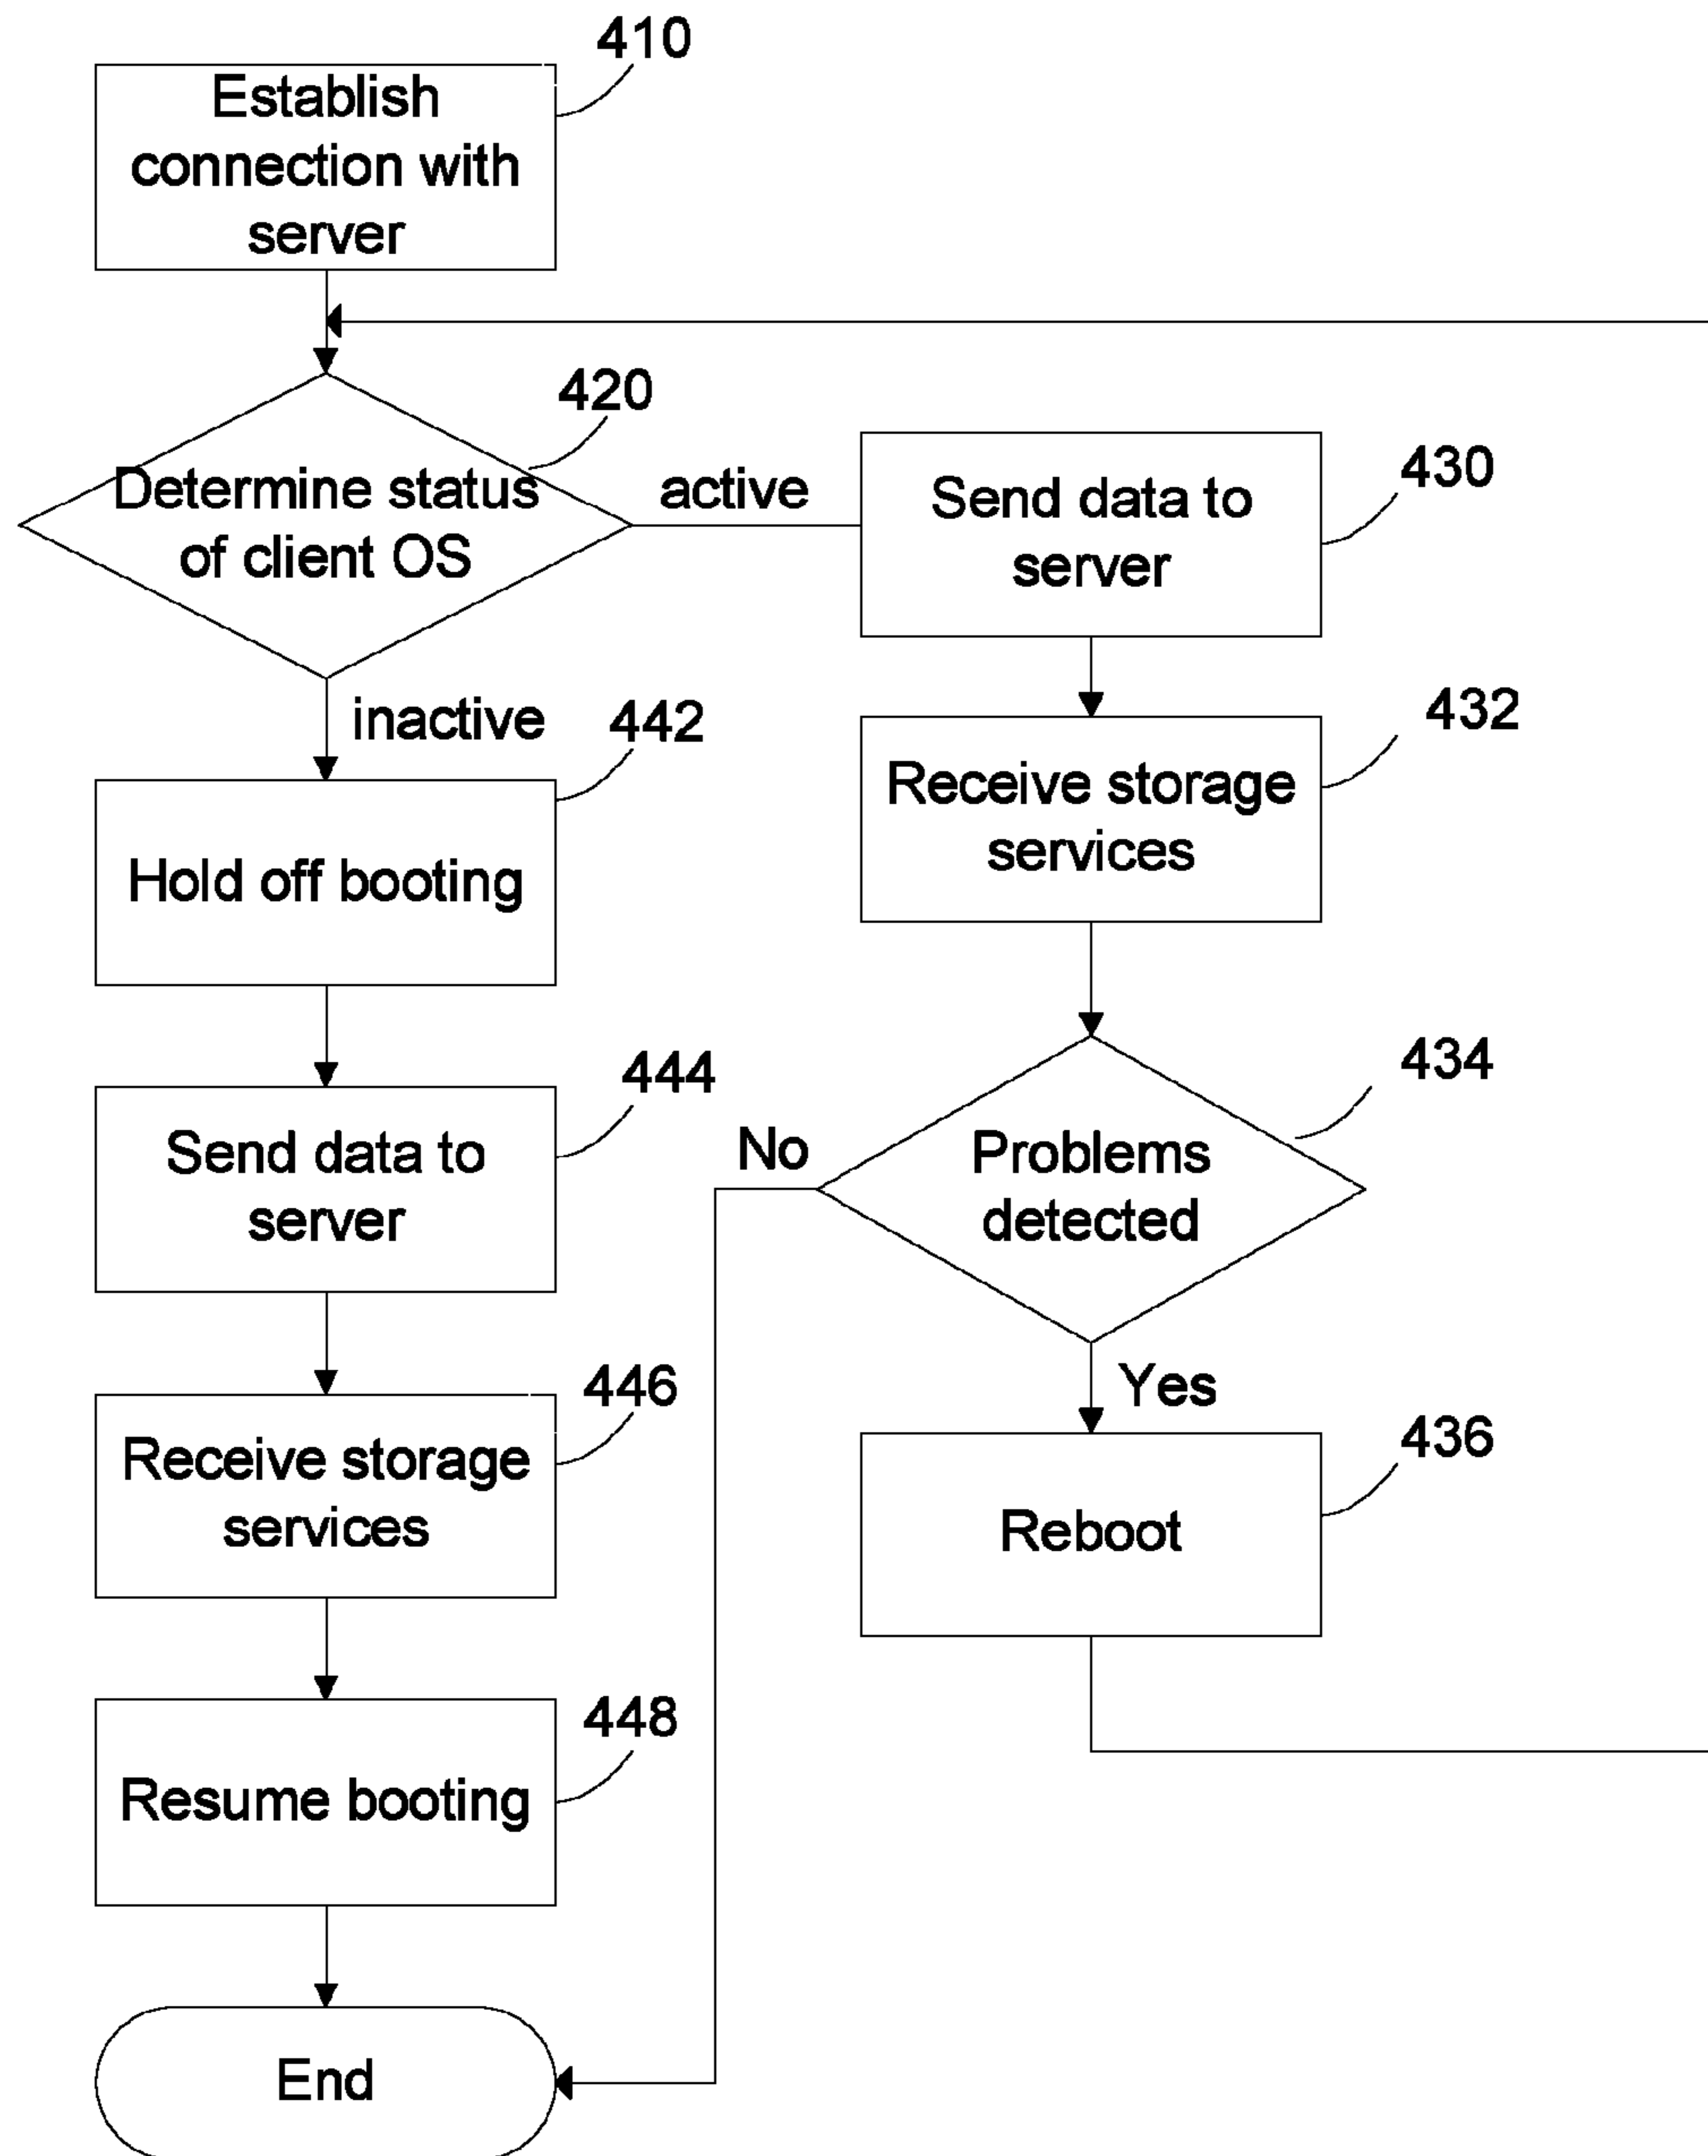 410
Establish
connection with
server
420
Determine status
of client OS
active
inactive
430
Send data to
server
432
Receive storage
services
434
Problems
detected
No
Yes
436
Reboot
442
Hold off booting
444
Send data to
server
446
Receive storage
services
448
Resume booting
End